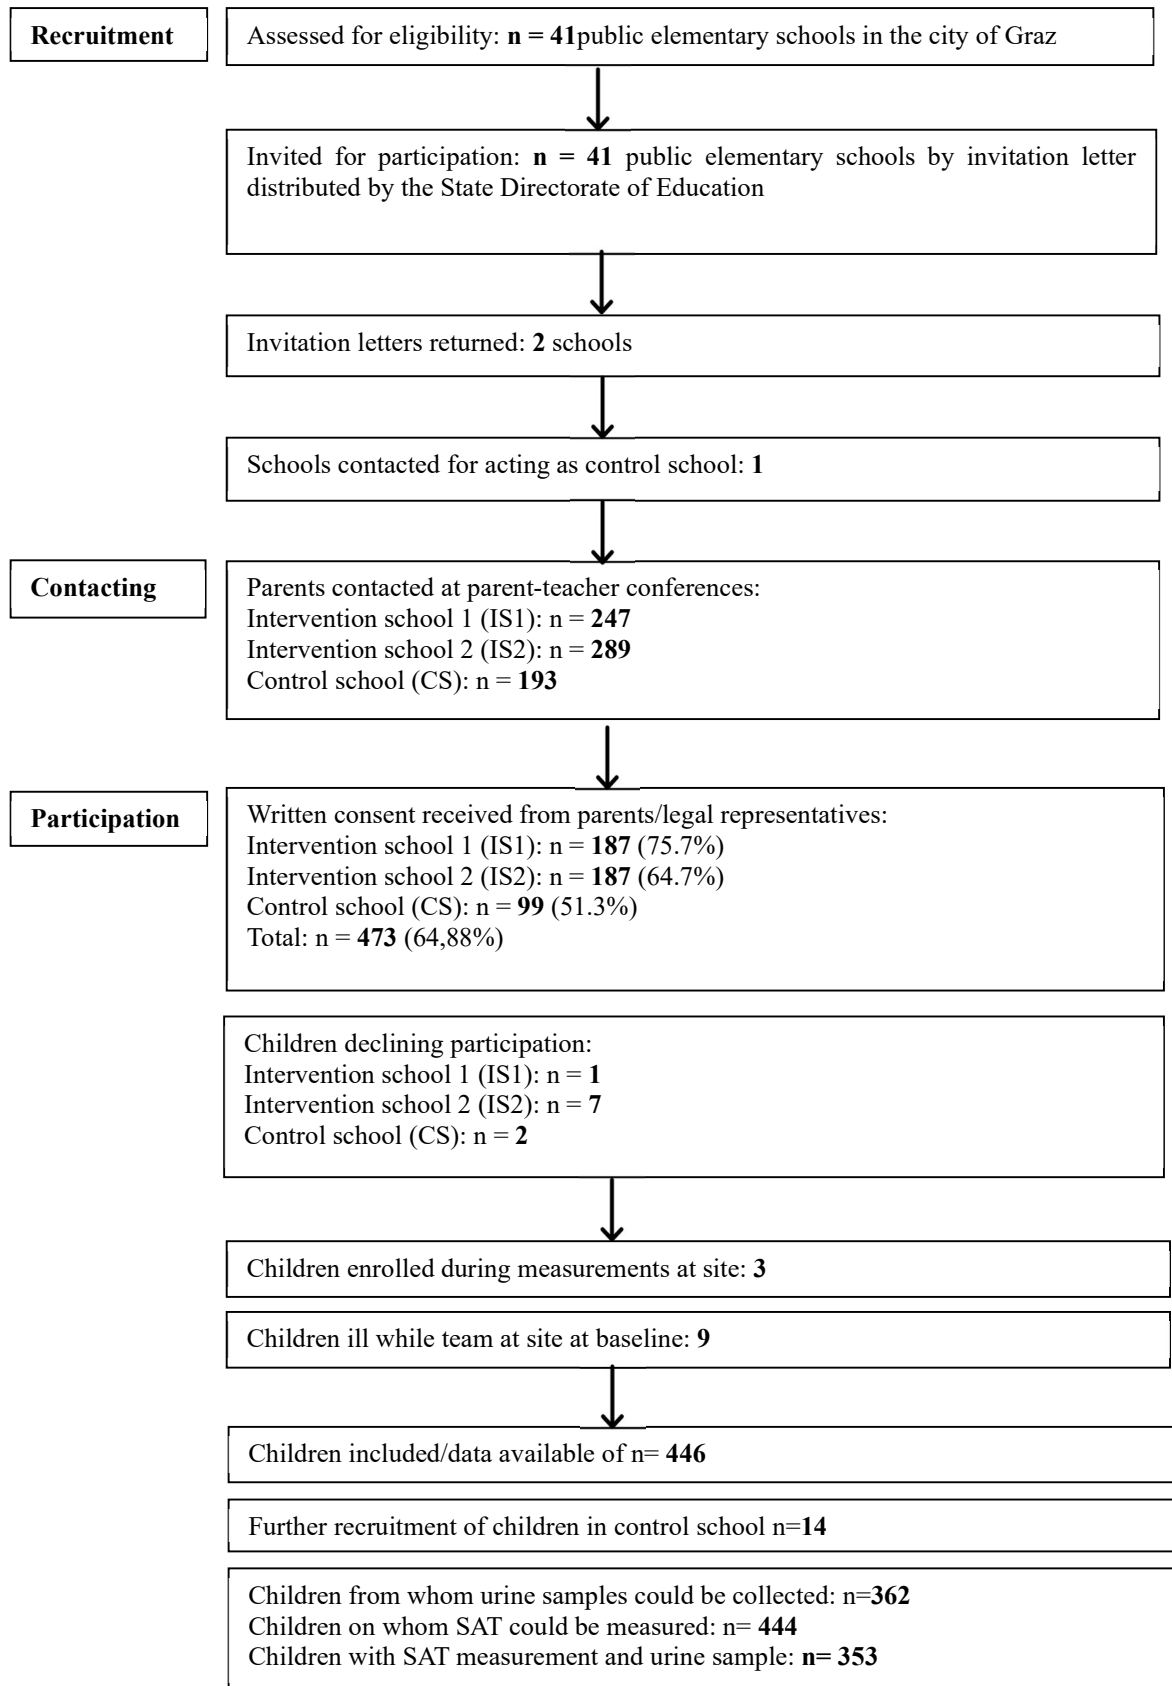 Recruitment
Assessed for eligibility: n = 41public elementary schools in the city of Graz
Invited for participation: n = 41 public elementary schools by invitation letter
distributed by the State Directorate of Education
Invitation letters returned: 2 schools
Schools contacted for acting as control school: 1
Contacting
Parents contacted at parent-teacher conferences:
Intervention school 1 (IS1): n = 247
Intervention school 2 (IS2): n = 289
Control school (CS): n = 193
Participation
Written consent received from parents/legal representatives:
Intervention school 1 (IS1): n = 187 (75.7%)
Intervention school 2 (IS2): n = 187 (64.7%)
Control school (CS): n = 99 (51.3%)
Total: n = 473 (64,88%)
Children declining participation:
Intervention school 1 (IS1): n = 1
Intervention school 2 (IS2): n = 7
Control school (CS): n = 2
Children enrolled during measurements at site: 3
Children ill while team at site at baseline: 9
Children included/data available of n= 446
Further recruitment of children in control school n=14
Children from whom urine samples could be collected: n=362
Children on whom SAT could be measured: n= 444
Children with SAT measurement and urine sample: n= 353